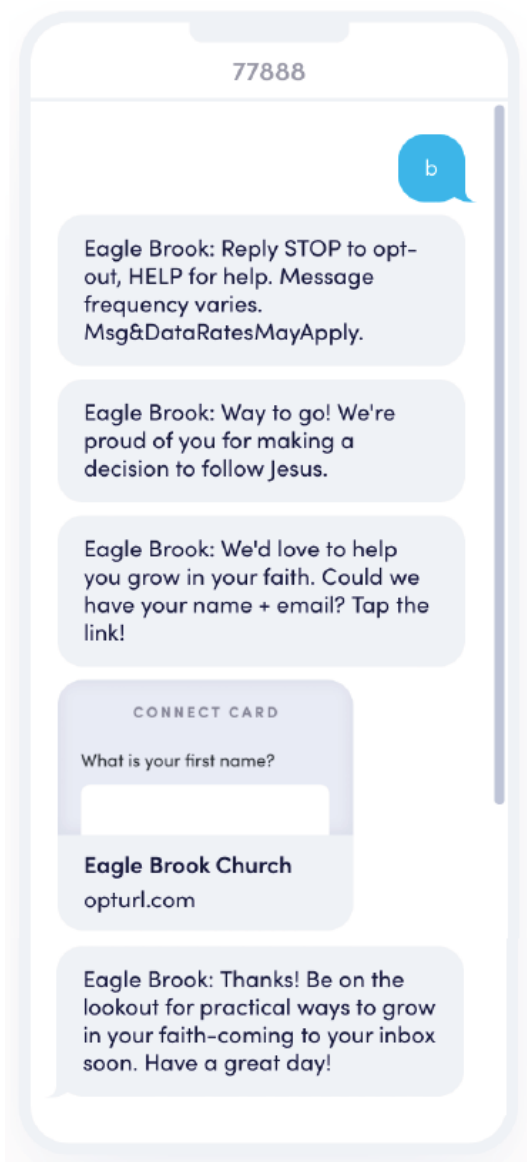 77888
b
Eagle Brook: Reply STOP to opt-
out, HELP for help. Message
frequency varies.
Msg&DataRatesMayApply.
Eagle Brook: Way to go! We're
proud of you for making a
decision to follow Jesus.
Eagle Brook: We'd love to help
you grow in your faith. Could we
have your name + email? Tap the
link!
CONNECT CARD
What is your first name?
Eagle Brook Church
opturl.com
Eagle Brook: Thanks! Be on the
lookout for practical ways to grow
in your faith-coming to your inbox
soon. Have a great day!